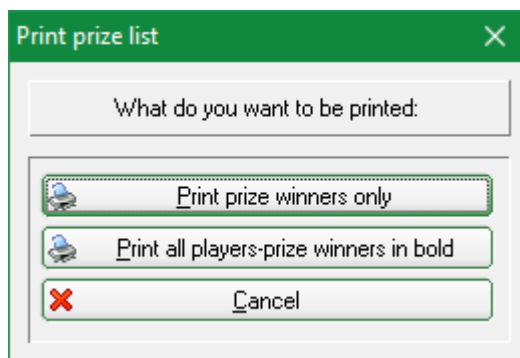 Print prize list
What do you want to be printed:
Print prize winners only
Print all players-prize winners in bold
Cancel